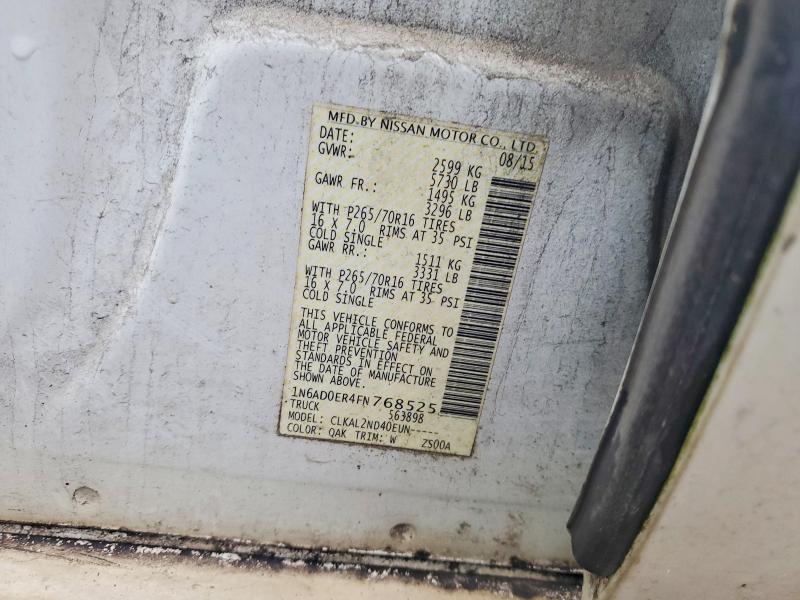 MFD.BY NISSAN MOTOR CO., LTD.
DATE: 08/15
GVWR: 2599 KG
5730 LB
GAWR FR.: 1495 KG
3296 LB
WITH P265/70R16 TIRES
16 X 7.0 RIMS AT 35 PSI
COLD SINGLE
GAWR RR.: 1511 KG
3331 LB
WITH P265/70R16 TIRES
16 X 7.0 RIMS AT 35 PSI
COLD SINGLE
THIS VEHICLE CONFORMS TO
ALL APPLICABLE FEDERAL
MOTOR VEHICLE SAFETY AND
THEFT PREVENTION
STANDARDS IN EFFECT ON
THE DATE OF MANUFACTURE
SHOWN ABOVE.
1N6AD0ER4FN768525
TRUCK 563898
MODEL: CLKAL2ND40EUN-----
COLOR: QAK TRIM: W ZS00A